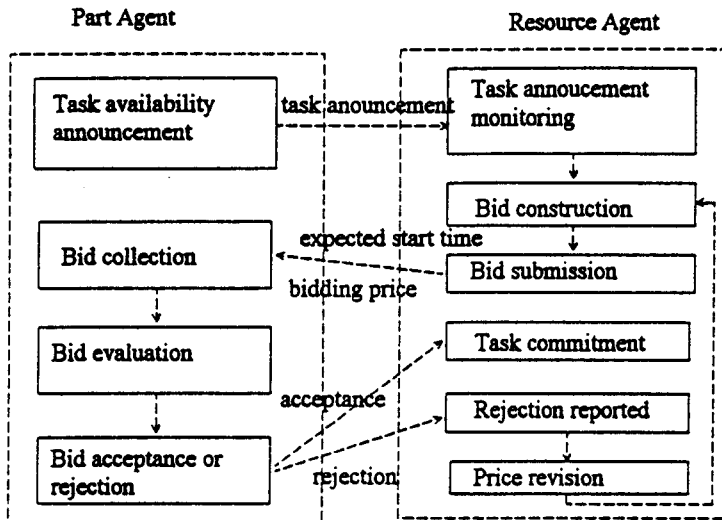 Part Agent
Resource Agent
Task availability
announcement
task anouncement
Task annoucement
monitoring
Bid construction
expected start time
Bid collection
bidding price
Bid submission
Bid evaluation
Task commitment
acceptance
Rejection reported
Bid acceptance or
rejection
rejection
Price revision